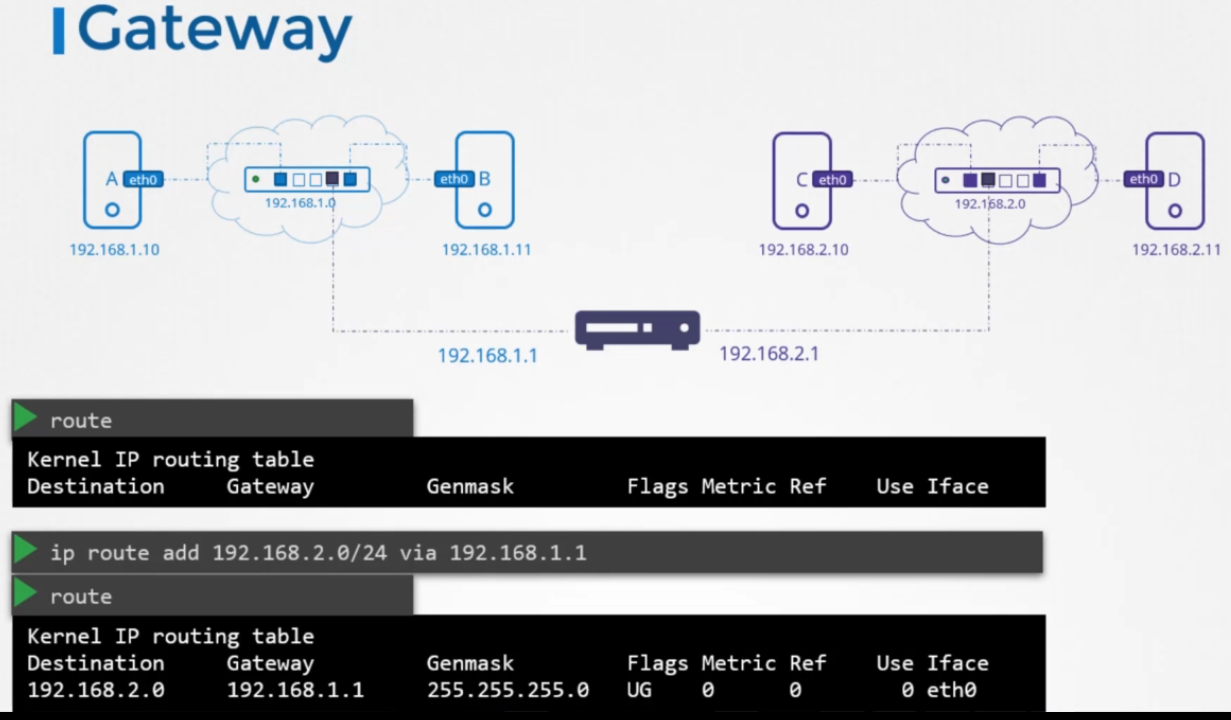 Gateway
A eth0
eth0 B
C eth0
eth0 D
192.168.1.0
192.168.2.0
192.168.1.10
192.168.1.11
192.168.2.10
192.168.2.11
192.168.1.1
192.168.2.1
route
Kernel IP routing table
Destination Gateway Genmask Flags Metric Ref Use Iface
ip route add 192.168.2.0/24 via 192.168.1.1
route
Kernel IP routing table
Destination Gateway Genmask Flags Metric Ref Use Iface
192.168.2.0 192.168.1.1 255.255.255.0 UG 0 0 0 eth0